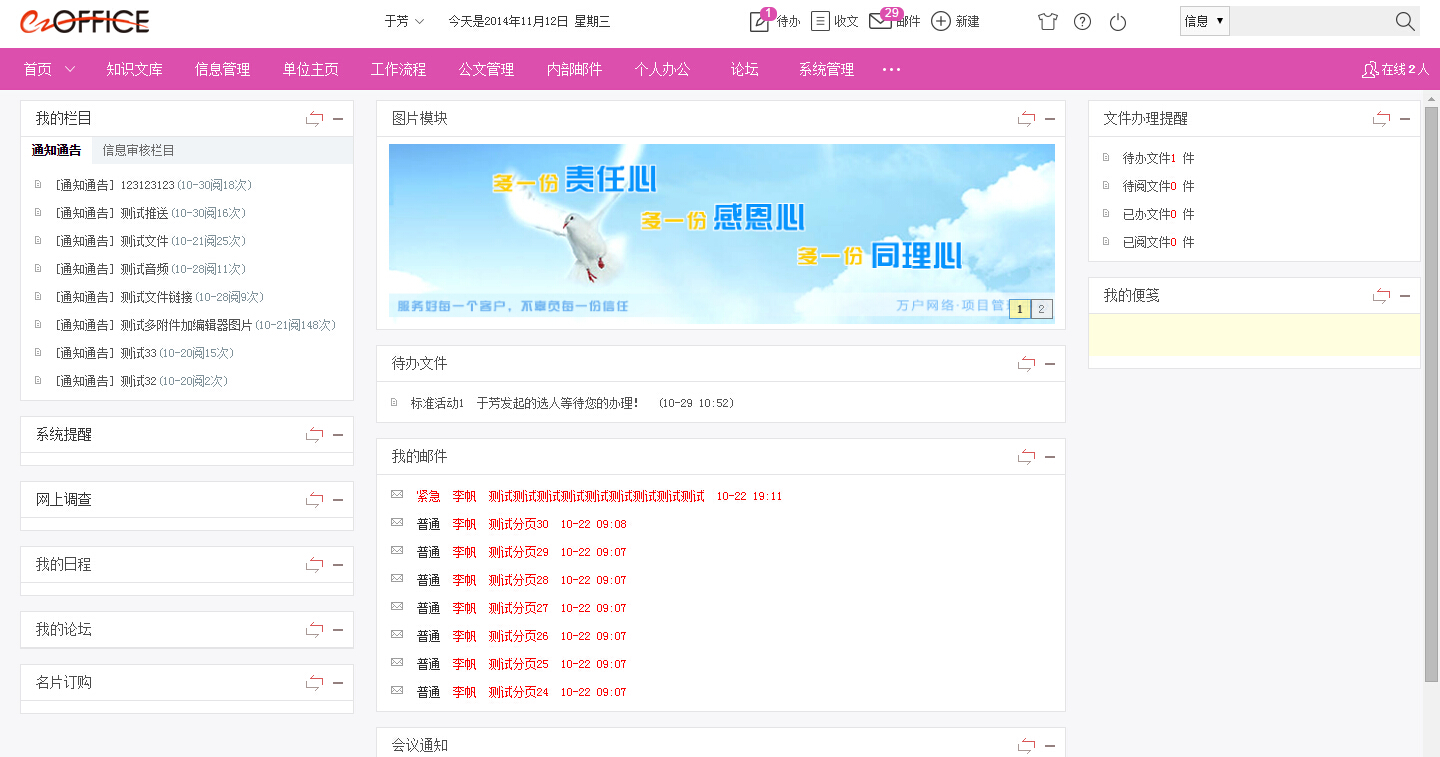 ezOFFICE
于芳 今天是2014年11月12日 星期三
1 待办 收文 29 邮件 新建
信息
首页 知识文库 信息管理 单位主页 工作流程 公文管理 内部邮件 个人办公 论坛 系统管理 ••• 在线 2 人
我的栏目
通知通告 信息审核栏目
[通知通告] 123123123(10-30阅18次)
[通知通告] 测试推送(10-30阅16次)
[通知通告] 测试文件(10-21阅25次)
[通知通告] 测试音频(10-28阅11次)
[通知通告] 测试文件链接(10-28阅9次)
[通知通告] 测试多附件加编辑器图片(10-21阅148次)
[通知通告] 测试33(10-20阅15次)
[通知通告] 测试32(10-20阅2次)
系统提醒
网上调查
我的日程
我的论坛
名片订购
图片模块
多一份责任心
多一份感恩心
多一份同理心
服务好每一个客户，不辜负每一份信任
万户网络·项目管
1 2
待办文件
标准活动1 于芳发起的选人等待您的办理！ (10-29 10:52)
我的邮件
紧急 李帆 测试测试测试测试测试测试测试测试测试 10-22 19:11
普通 李帆 测试分页30 10-22 09:08
普通 李帆 测试分页29 10-22 09:07
普通 李帆 测试分页28 10-22 09:07
普通 李帆 测试分页27 10-22 09:07
普通 李帆 测试分页26 10-22 09:07
普通 李帆 测试分页25 10-22 09:07
普通 李帆 测试分页24 10-22 09:07
会议通知
文件办理提醒
待办文件1 件
待阅文件0 件
已办文件0 件
已阅文件0 件
我的便笺